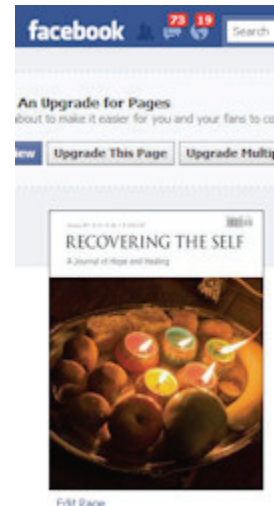 facebook 73 19 Search
An Upgrade for Pages
about to make it easier for you and your fans to co
ew Upgrade This Page Upgrade Multip
RECOVERING THE SELF
A Journal of Hope and Healing
Edit Page